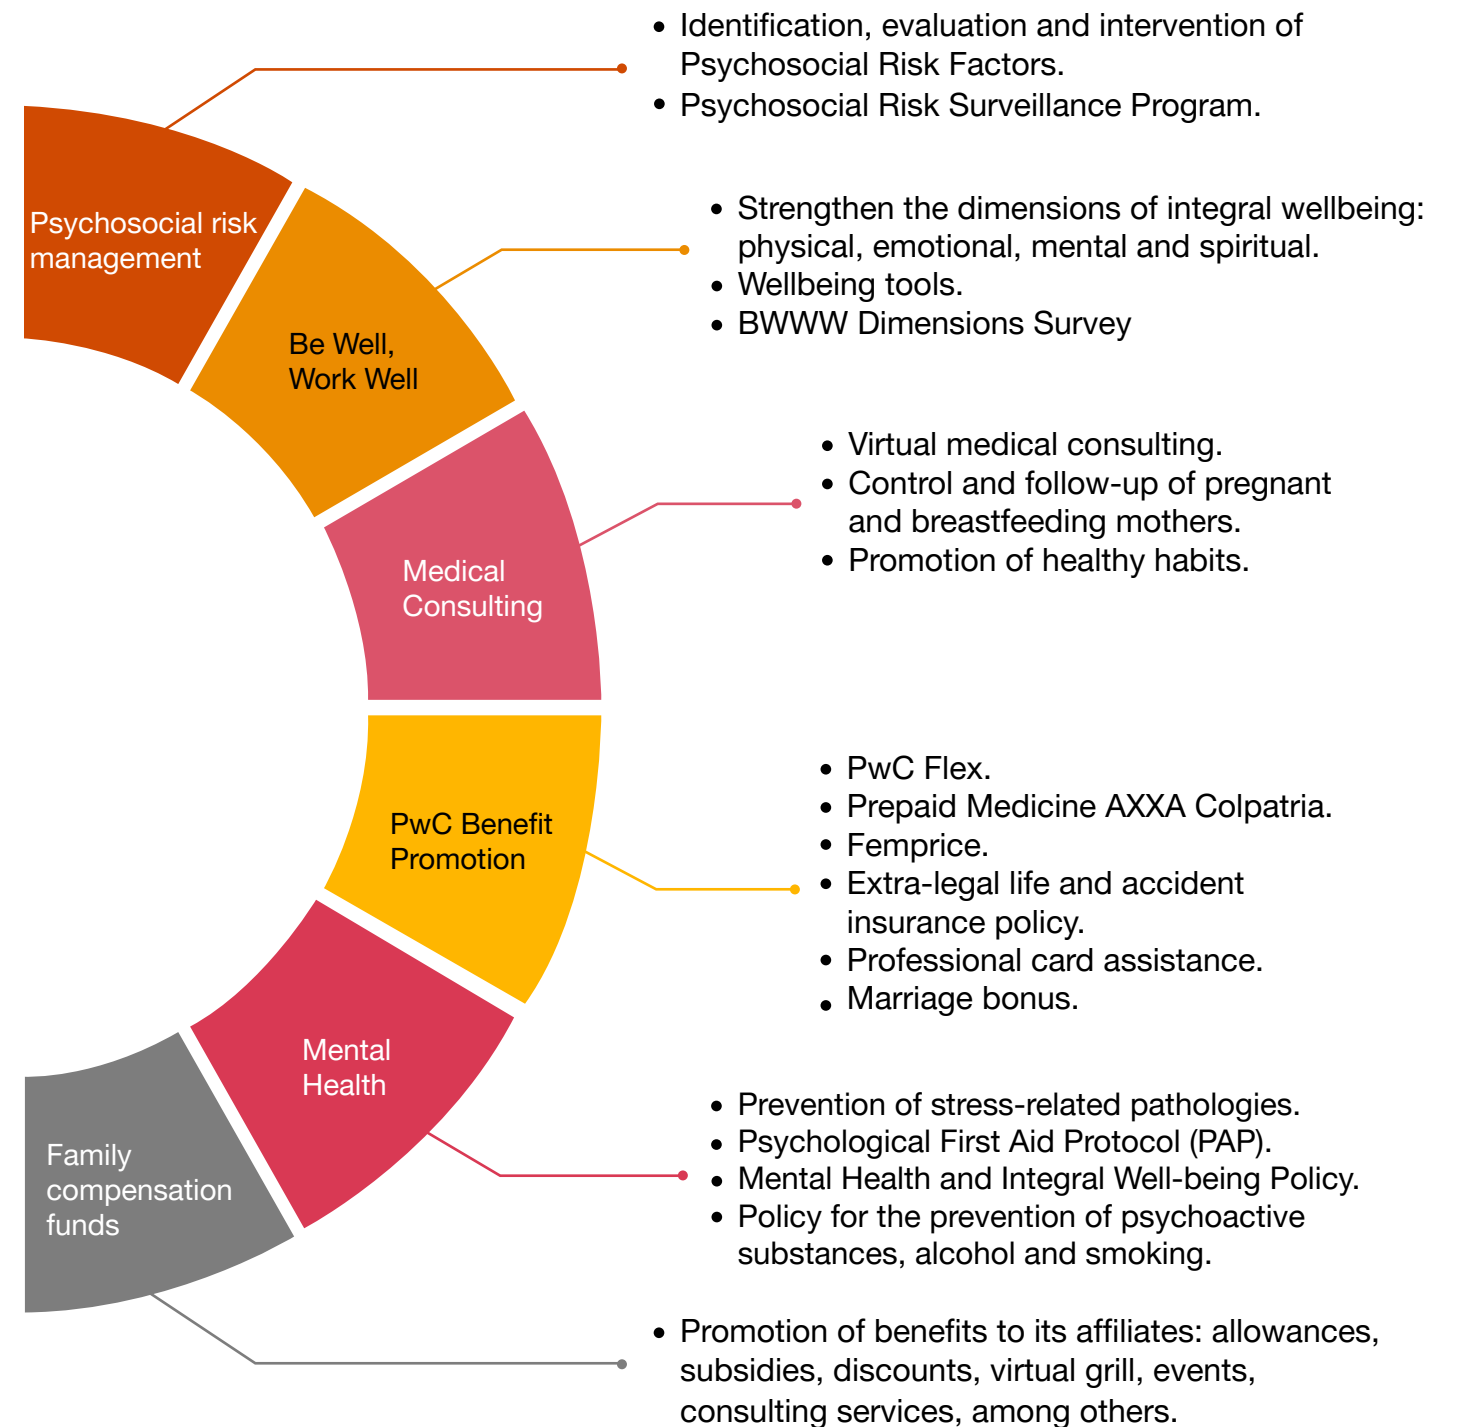 • Identification, evaluation and intervention of
Psychosocial Risk Factors.
• Psychosocial Risk Surveillance Program.
Psychosocial risk
management
• Strengthen the dimensions of integral wellbeing:
physical, emotional, mental and spiritual.
• Wellbeing tools.
• BWWW Dimensions Survey
Be Well,
Work Well
• Virtual medical consulting.
• Control and follow-up of pregnant
and breastfeeding mothers.
• Promotion of healthy habits.
Medical
Consulting
• PwC Flex.
• Prepaid Medicine AXXA Colpatria.
• Femprice.
• Extra-legal life and accident
insurance policy.
• Professional card assistance.
• Marriage bonus.
PwC Benefit
Promotion
Mental
Health
• Prevention of stress-related pathologies.
• Psychological First Aid Protocol (PAP).
• Mental Health and Integral Well-being Policy.
• Policy for the prevention of psychoactive
substances, alcohol and smoking.
Family
compensation
funds
• Promotion of benefits to its affiliates: allowances,
subsidies, discounts, virtual grill, events,
consulting services, among others.